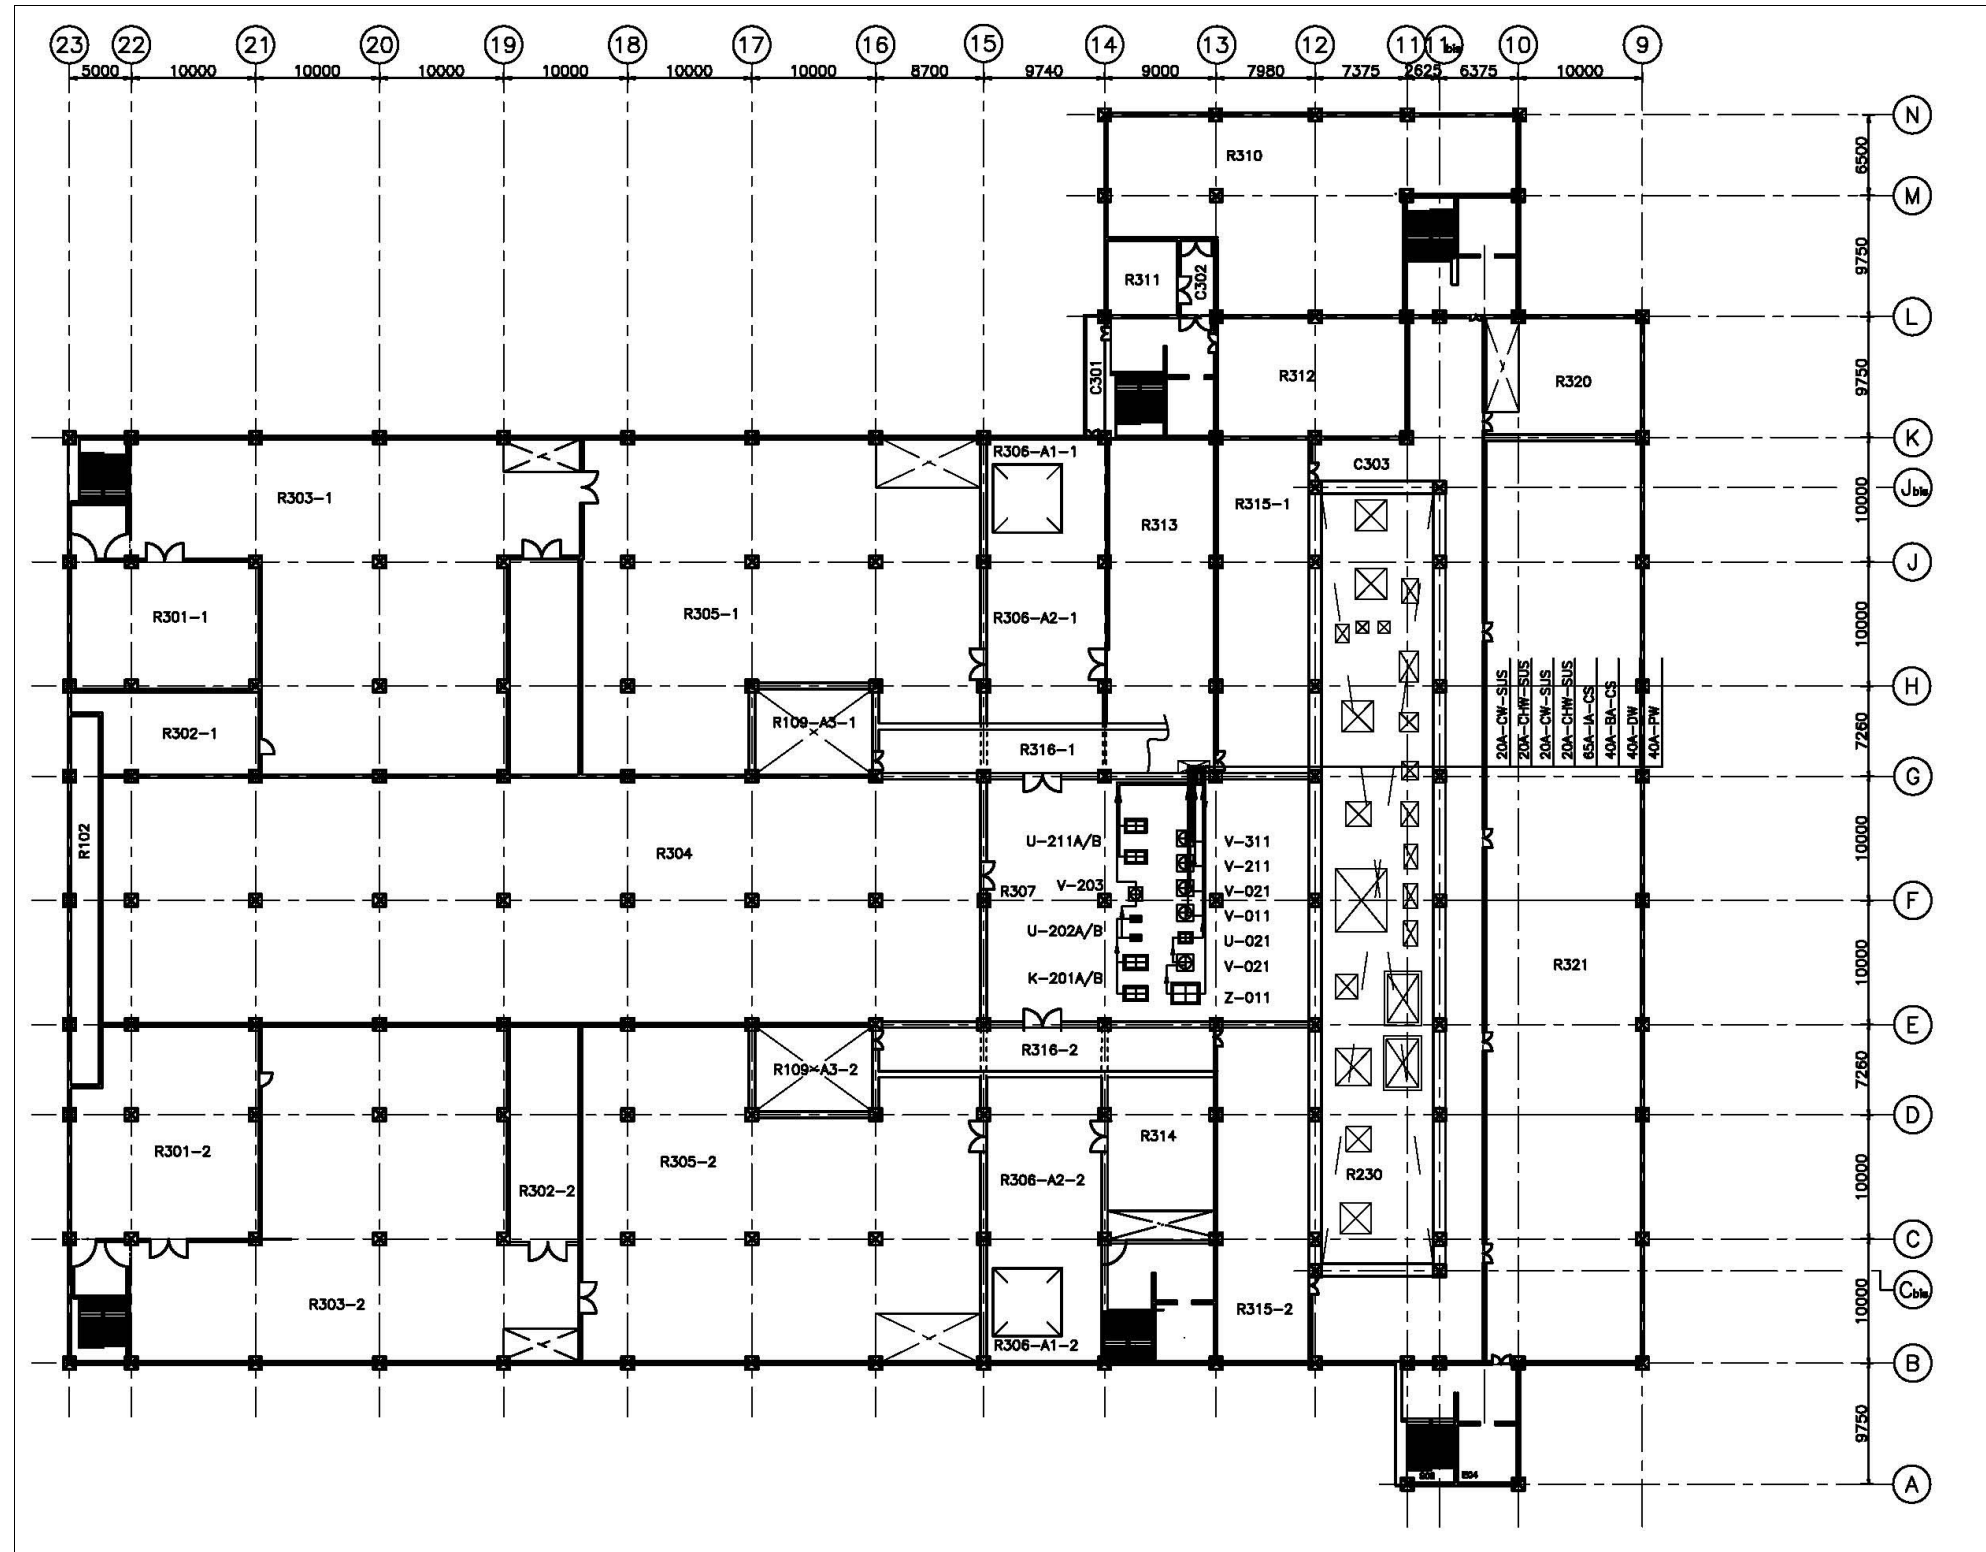 23 22 21 20 19 18 17 16 15 14 13 12 11 11bis 10 9
5000 10000 10000 10000 10000 10000 10000 8700 9740 9000 7980 7375 2625 6375 10000
N
6500
R310
M
9750
R311
C302
L
9750
C301
R312
R320
K
R306-A1-1
C303
Jbis
10000
R303-1
R315-1
R313
J
10000
R301-1
R305-1
R306-A2-1
H
20A-CW-SUS
20A-CHW-SUS
20A-CW-SUS
20A-CHW-SUS
65A-IA-CS
40A-BA-CS
40A-DW
40A-PW
7260
R302-1
R109-A3-1
R316-1
G
R102
10000
U-211A/B
V-311
R304
V-211
V-203
V-021
R307
F
V-011
U-202A/B
U-021
10000
R321
V-021
K-201A/B
Z-011
E
R316-2
7260
R109-A3-2
D
R314
R301-2
R305-2
R230
10000
R306-A2-2
R302-2
C
Cbis
10000
R303-2
R315-2
R306-A1-2
B
9750
E04
A